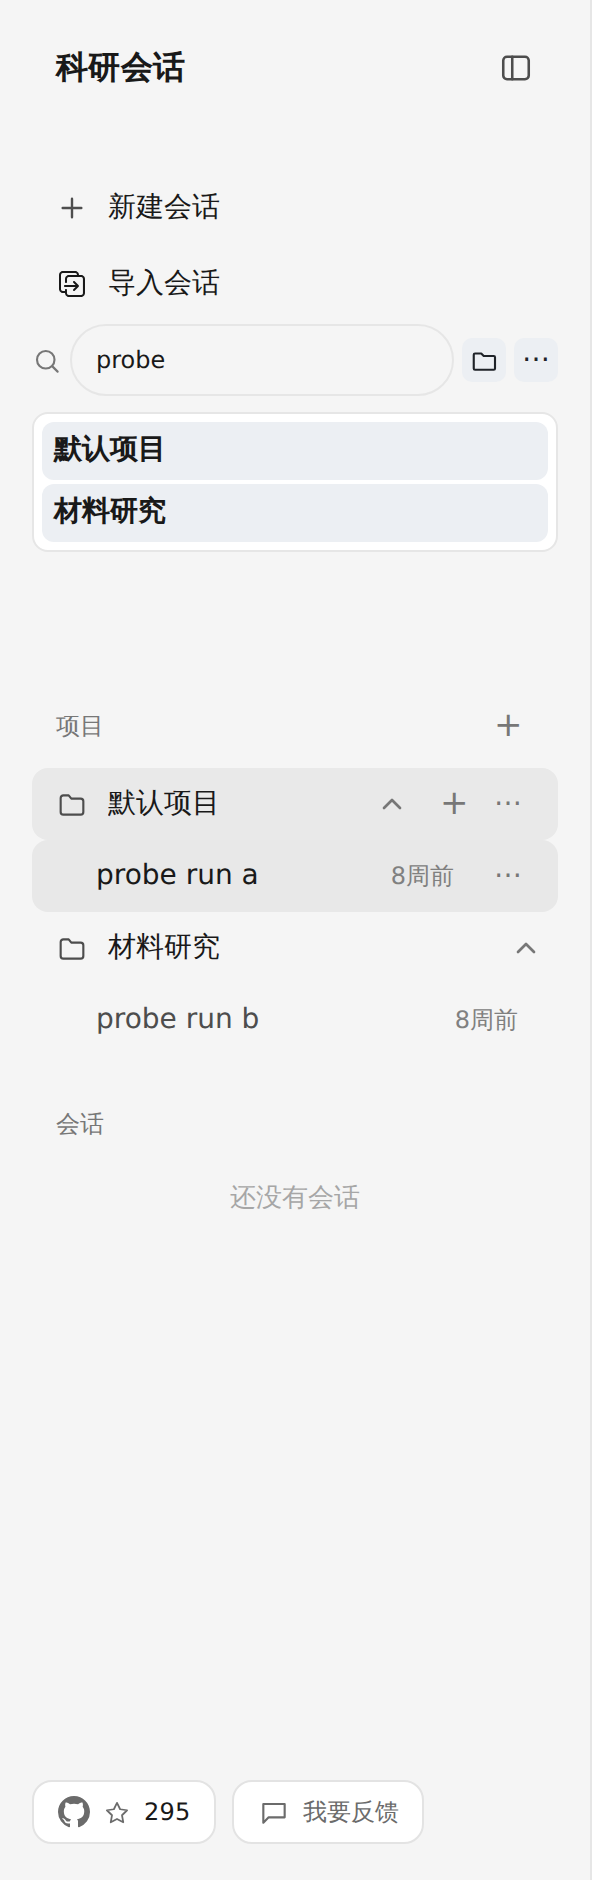 科研会话
新建会话
导入会话
probe
默认项目
材料研究
项目
默认项目
probe run a 8周前
材料研究
probe run b 8周前
会话
还没有会话
295 我要反馈